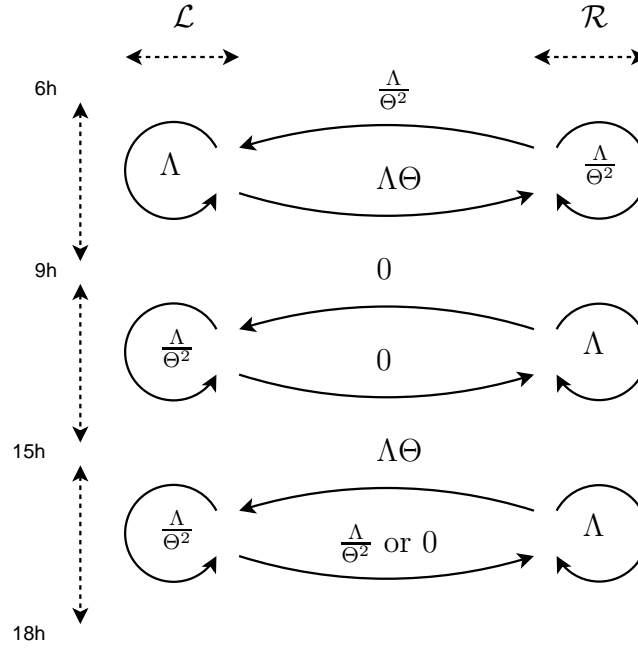 ℒ ℛ
6h
Λ/Θ²
Λ Λ/Θ²
ΛΘ
9h
0
Λ/Θ² Λ
0
15h
ΛΘ
Λ/Θ² Λ
Λ/Θ² or 0
18h